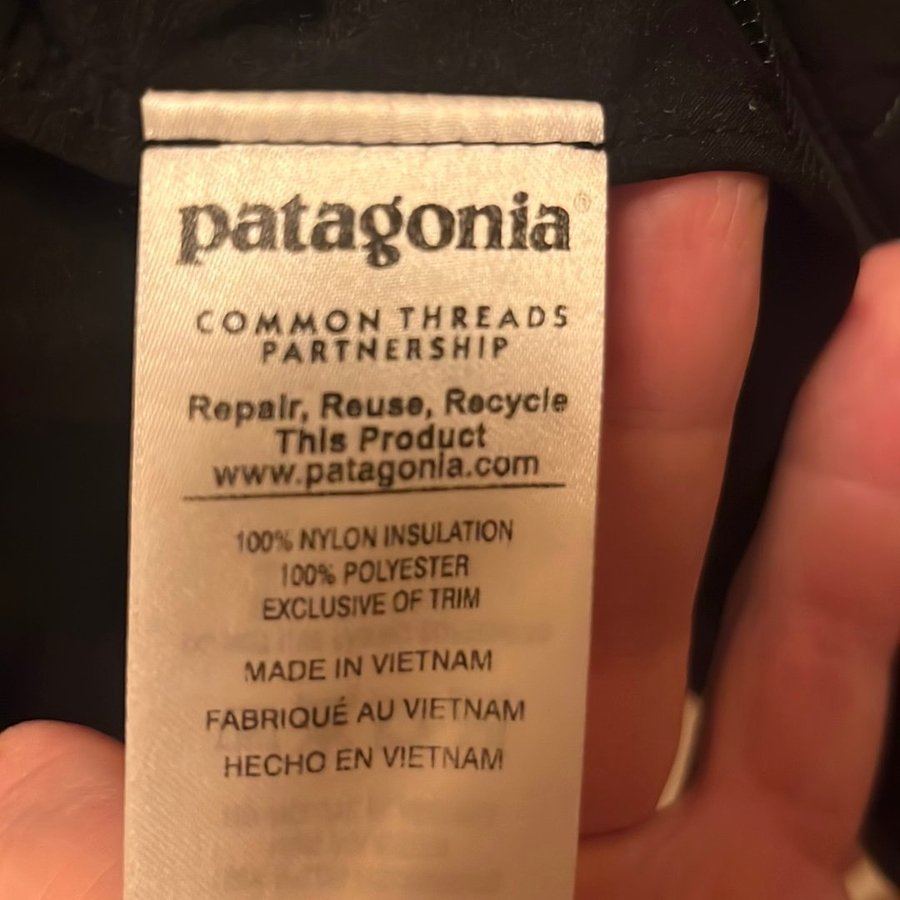 patagonia®
COMMON THREADS
PARTNERSHIP
Repair, Reuse, Recycle
This Product
www.patagonia.com
100% NYLON INSULATION
100% POLYESTER
EXCLUSIVE OF TRIM
MADE IN VIETNAM
FABRIQUÉ AU VIETNAM
HECHO EN VIETNAM